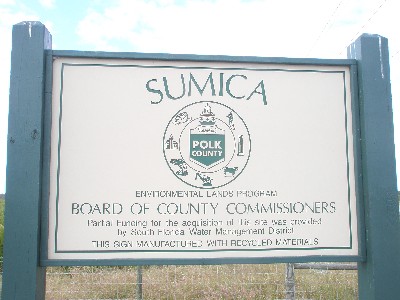 SUMICA
POLK
COUNTY
ENVIRONMENTAL LANDS PROGRAM
BOARD OF COUNTY COMMISSIONERS
Partial Funding for the acquisition of this site was provided
by South Florida Water Management District
THIS SIGN MANUFACTURED WITH RECYCLED MATERIALS